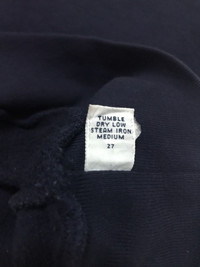 TUMBLE
DRY LOW
STEAM IRON
MEDIUM
27